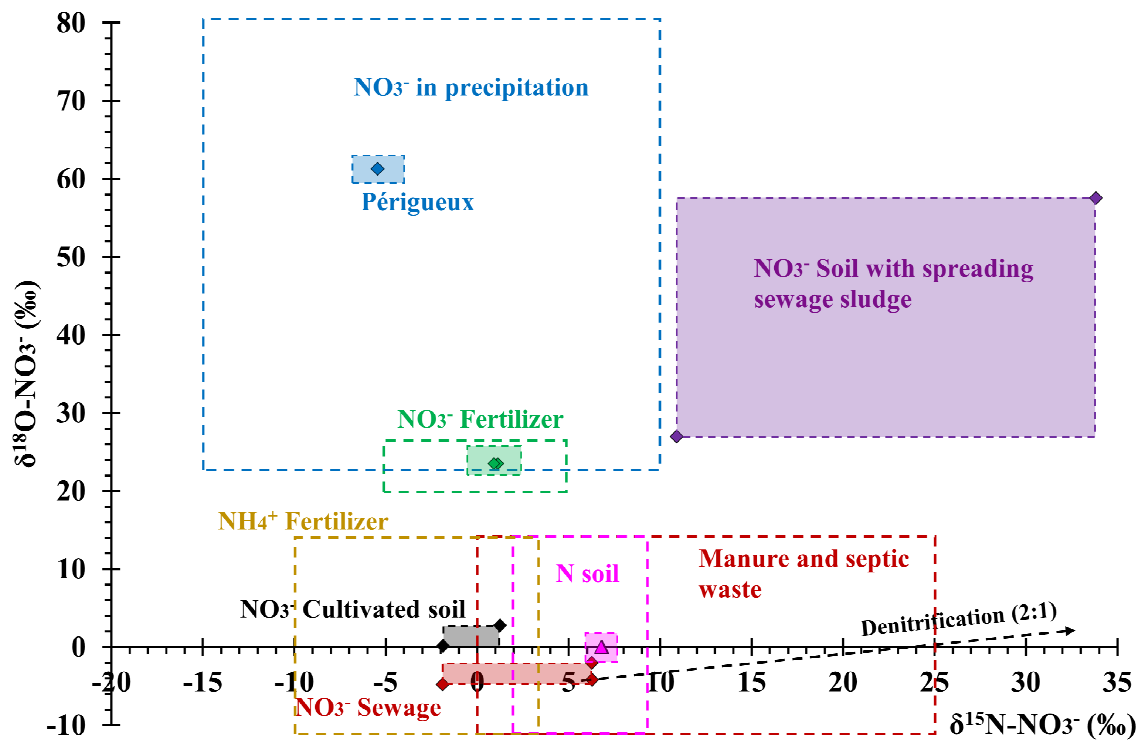 80
70
60
50
40
30
20
10
0
-10
δ¹⁸O-NO₃⁻ (‰)
NO₃⁻ in precipitation
Périgueux
NO₃⁻ Soil with spreading
sewage sludge
NO₃⁻ Fertilizer
NH₄⁺ Fertilizer
N soil
Manure and septic
waste
NO₃⁻ Cultivated soil
Denitrification (2:1)
-20 -15 -10 -5 0 5 10 15 20 25 30 35
NO₃⁻ Sewage
δ¹⁵N-NO₃⁻ (‰)